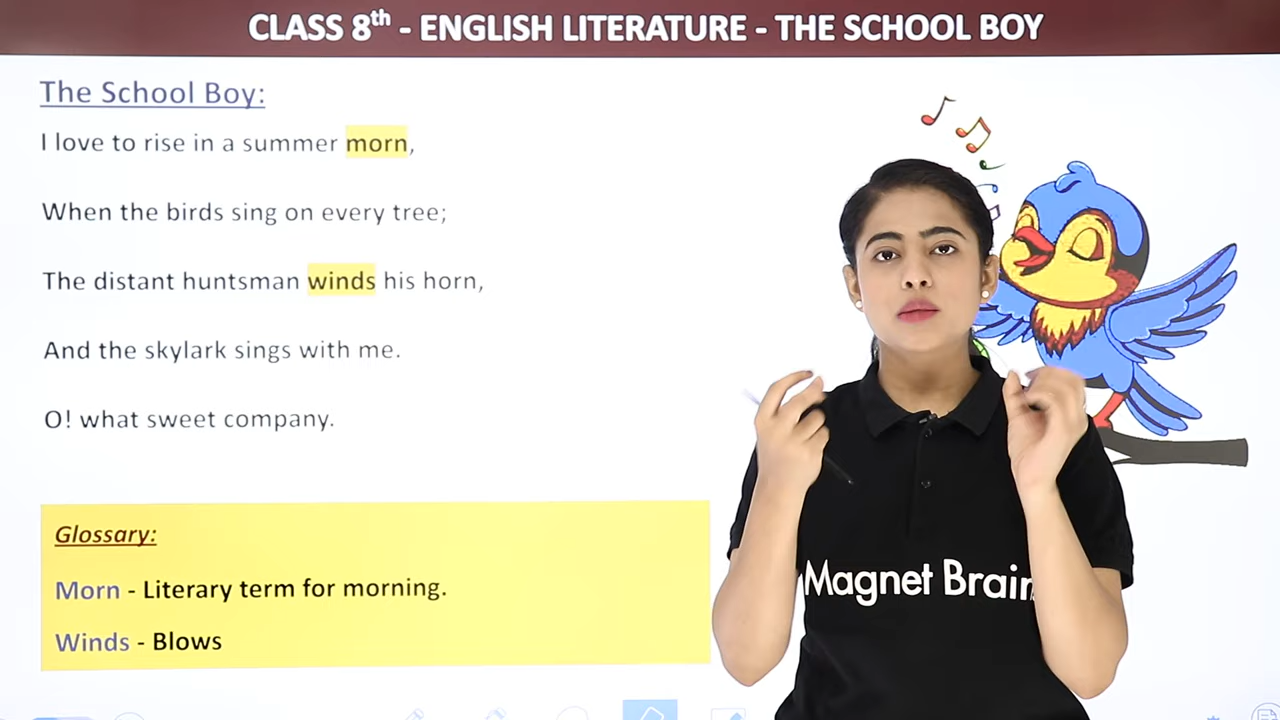 CLASS 8th - ENGLISH LITERATURE - THE SCHOOL BOY
The School Boy:
I love to rise in a summer morn,
When the birds sing on every tree;
The distant huntsman winds his horn,
And the skylark sings with me.
O! what sweet company.
Glossary:
Morn - Literary term for morning.
Winds - Blows
Magnet Brain